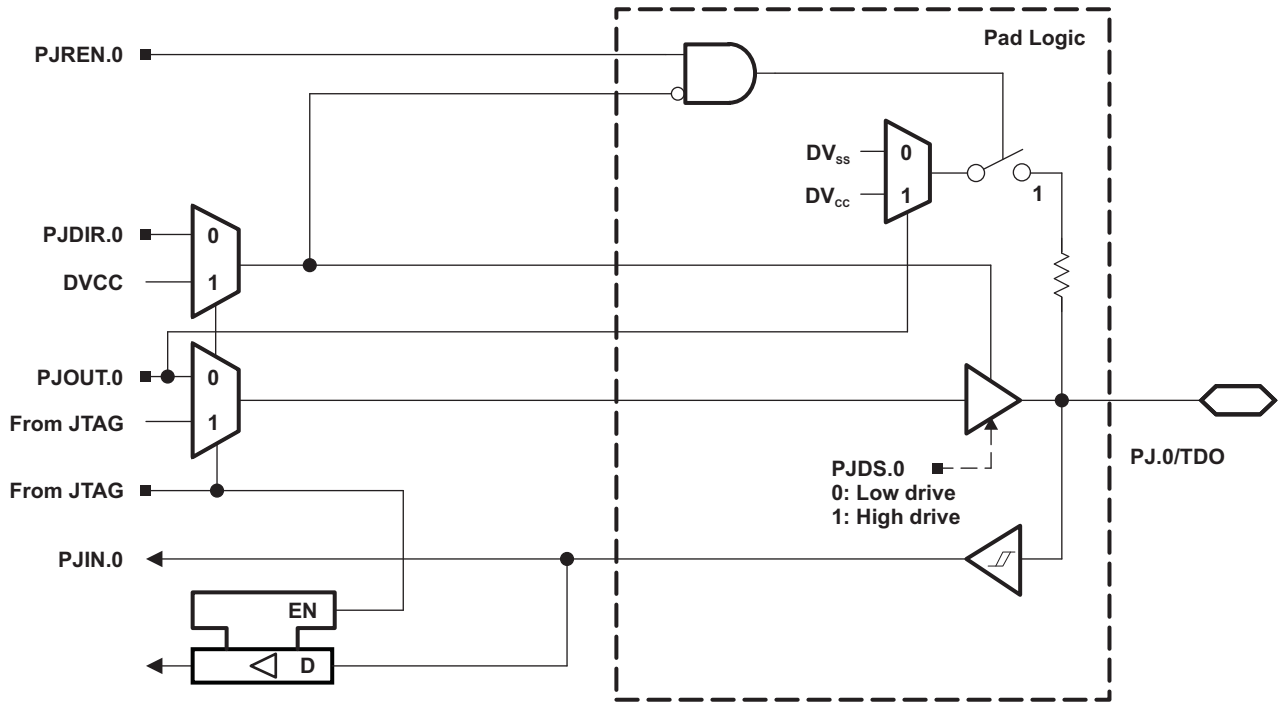 Pad Logic
PJREN.0
DVss
0
DVcc
1
1
PJDIR.0
0
DVCC
1
PJOUT.0
0
From JTAG
1
PJ.0/TDO
From JTAG
PJDS.0
0: Low drive
1: High drive
PJIN.0
EN
D